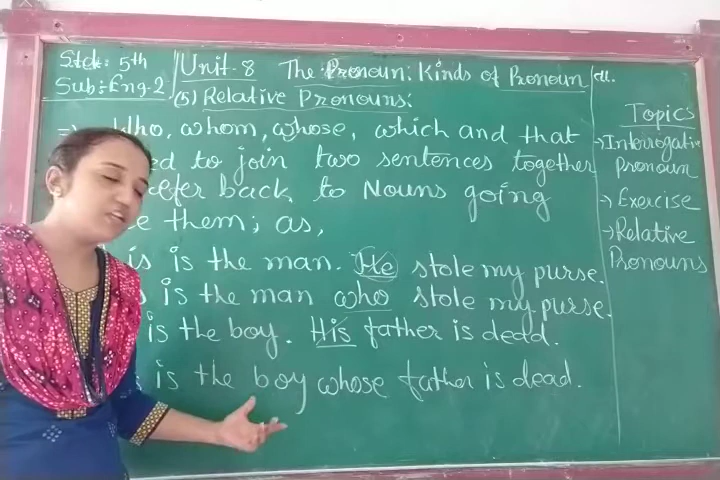 Std: 5th
Sub:-Eng-2
Unit-8 The Pronoun: Kinds of Pronoun
(5) Relative Pronouns:
⇒ Who, whom, whose, which and that
ed to join two sentences together
refer back to Nouns going
e them; as,
is is the man. He stole my purse.
s is the man who stole my purse.
is the boy. His father is dead.
s is the boy whose father is dead.
Topics
→ Interrogative
Pronoun
→ Exercise
→ Relative
Pronouns